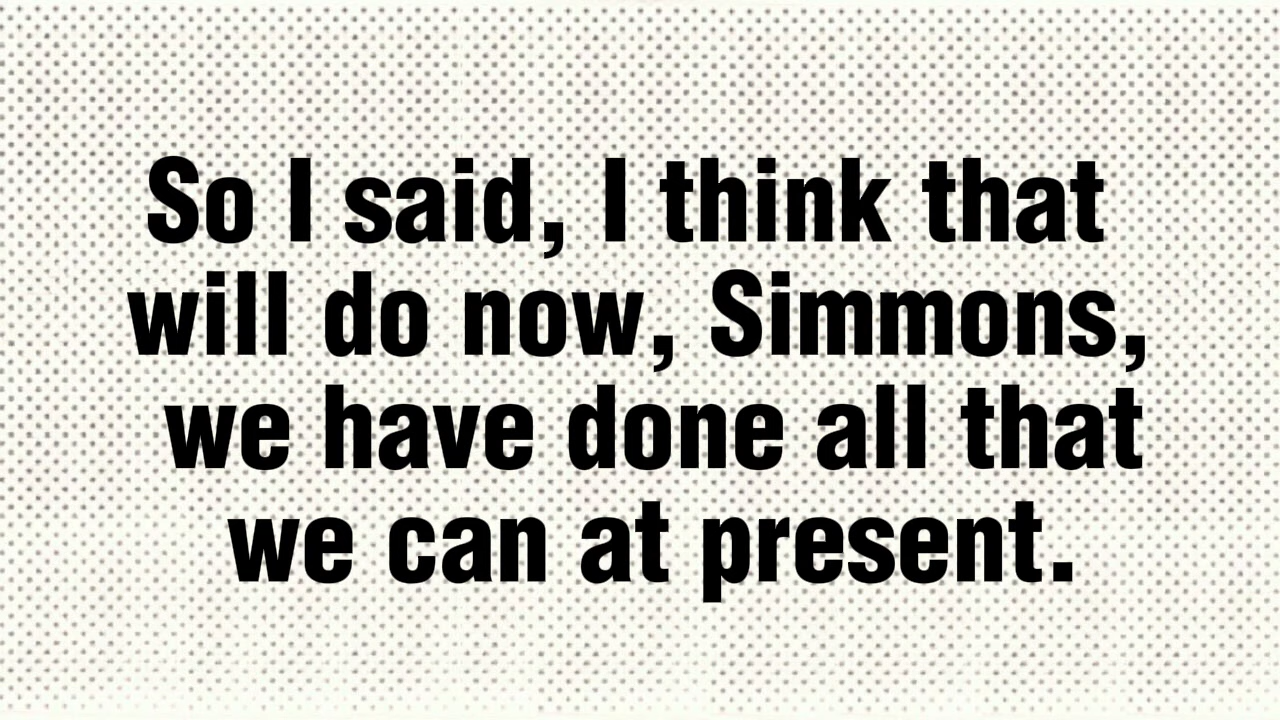 So I said, I think that
will do now, Simmons,
we have done all that
we can at present.